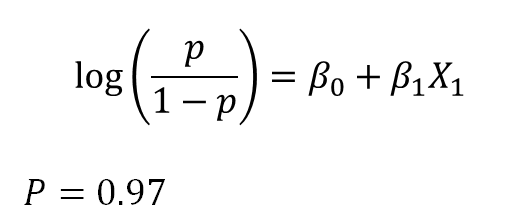 log(p/(1 − p)) = β₀ + β₁X₁
P = 0.97